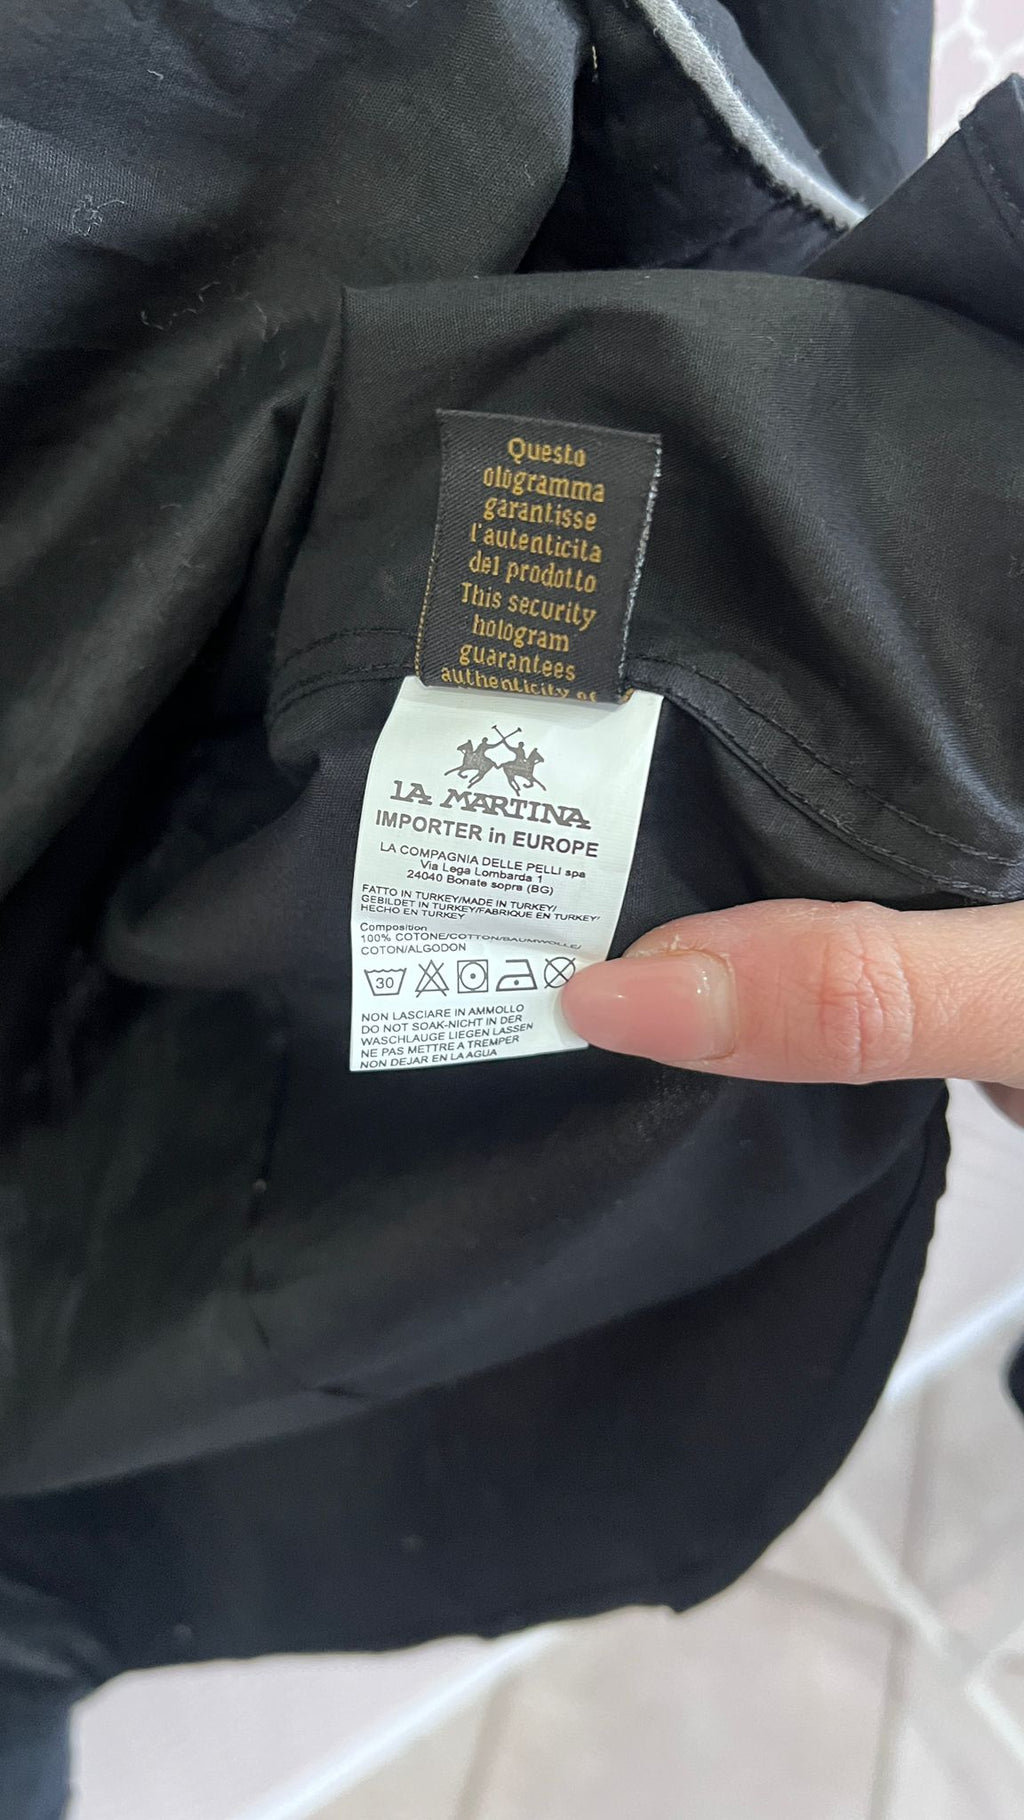 Questo
ologramma
garantisse
l'autenticita
del prodotto
This security
hologram
guarantees
authenticity of
LA MARTINA
IMPORTER in EUROPE
LA COMPAGNIA DELLE PELLI spa
Via Lega Lombarda 1
24040 Bonate sopra (BG)
FATTO IN TURKEY/MADE IN TURKEY/
GEBILDET IN TURKEY/FABRIQUE EN TURKEY/
HECHO EN TURKEY
Composition
100% COTONE/COTTON/BAUMWOLLE/
COTON/ALGODON
30
NON LASCIARE IN AMMOLLO
DO NOT SOAK-NICHT IN DER
WASCHLAUGE LIEGEN LASSEN
NE PAS METTRE A TREMPER
NON DEJAR EN LA AGUA